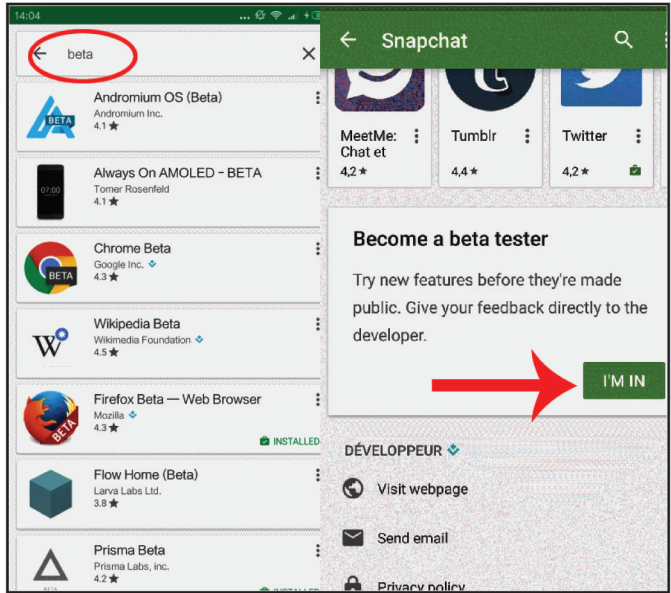 14:04
beta
BETA
Andromium OS (Beta)
Andromium Inc.
4.1 ★
07:00
Always On AMOLED - BETA
Tomer Rosenfeld
4.1 ★
BETA
Chrome Beta
Google Inc.
4.3 ★
W
Wikipedia Beta
Wikimedia Foundation
4.5 ★
BETA
Firefox Beta — Web Browser
Mozilla
4.3 ★
INSTALLED
Flow Home (Beta)
Larva Labs Ltd.
3.8 ★
BETA
Prisma Beta
Prisma Labs, inc.
4.2 ★
INSTALLED
Snapchat
MeetMe:
Chat et
4,2 ★
Tumblr
4,4 ★
Twitter
4,2 ★
Become a beta tester
Try new features before they're made
public. Give your feedback directly to the
developer.
I'M IN
DÉVELOPPEUR
Visit webpage
Send email
Privacy policy